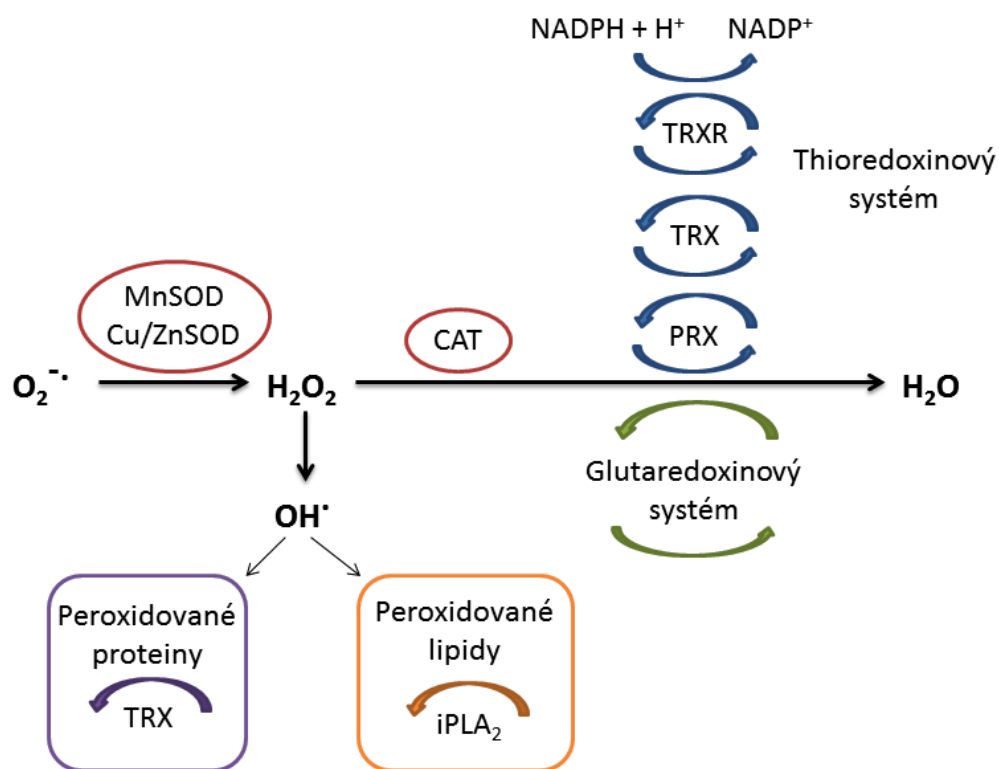 NADPH + H⁺ NADP⁺
TRXR
Thioredoxinový
systém
TRX
MnSOD
Cu/ZnSOD
CAT
PRX
O₂⁻· H₂O₂ H₂O
Glutaredoxinový
systém
OH·
Peroxidované
proteiny
TRX
Peroxidované
lipidy
iPLA₂